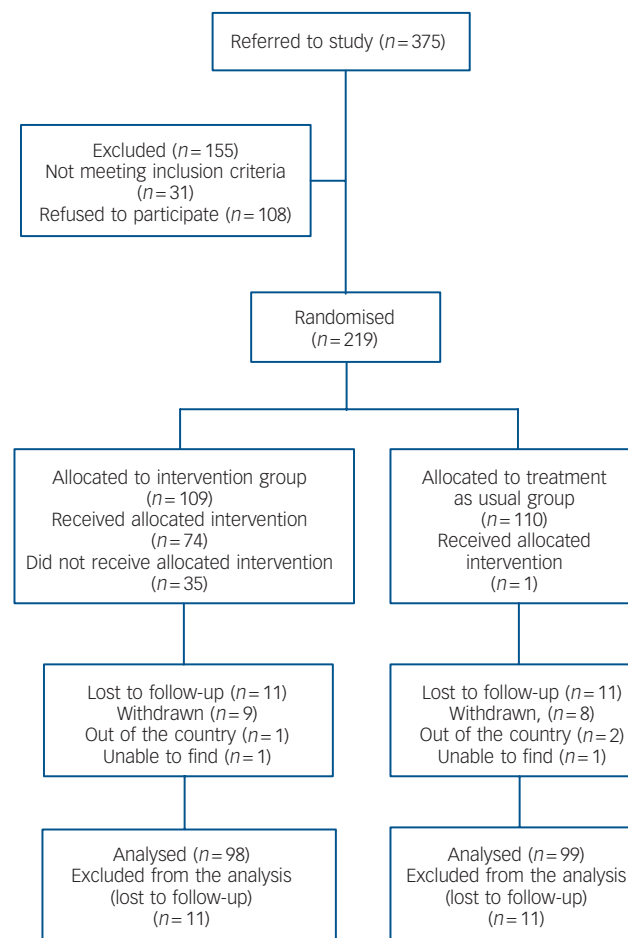 Referred to study (n=375)
Excluded (n=155)
Not meeting inclusion criteria
(n=31)
Refused to participate (n=108)
Randomised
(n=219)
Allocated to intervention group
(n=109)
Received allocated intervention
(n=74)
Did not receive allocated intervention
(n=35)
Allocated to treatment
as usual group
(n=110)
Received allocated
intervention
(n=1)
Lost to follow-up (n=11)
Withdrawn (n=9)
Out of the country (n=1)
Unable to find (n=1)
Lost to follow-up (n=11)
Withdrawn, (n=8)
Out of the country (n=2)
Unable to find (n=1)
Analysed (n=98)
Excluded from the analysis
(lost to follow-up)
(n=11)
Analysed (n=99)
Excluded from the analysis
(lost to follow-up)
(n=11)